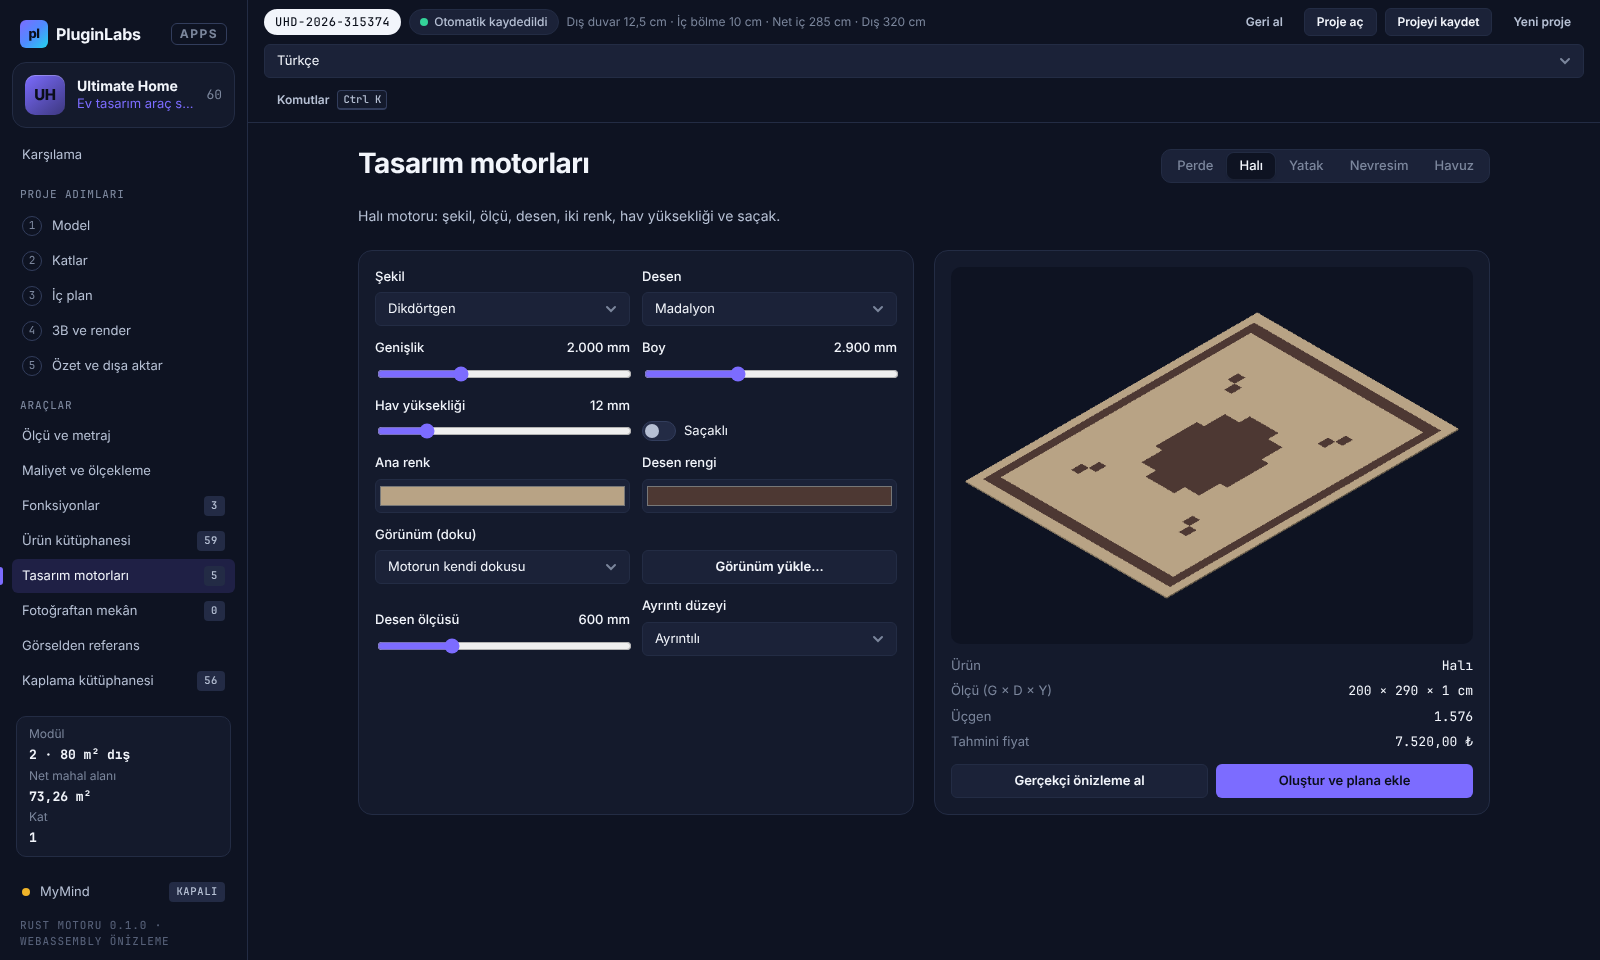 pl PluginLabs APPS
UH Ultimate Home 60
Ev tasarım araç s...
Karşılama
PROJE ADIMLARI
1 Model
2 Katlar
3 İç plan
4 3B ve render
5 Özet ve dışa aktar
ARAÇLAR
Ölçü ve metraj
Maliyet ve ölçekleme
Fonksiyonlar 3
Ürün kütüphanesi 59
Tasarım motorları 5
Fotoğraftan mekân 0
Görselden referans
Kaplama kütüphanesi 56
Modül
2 · 80 m² dış
Net mahal alanı
73,26 m²
Kat
1
MyMind KAPALI
RUST MOTORU 0.1.0 ·
WEBASSEMBLY ÖNİZLEME
UHD-2026-315374 Otomatik kaydedildi Dış duvar 12,5 cm · İç bölme 10 cm · Net iç 285 cm · Dış 320 cm Geri al Proje aç Projeyi kaydet Yeni proje
Türkçe
Komutlar Ctrl K
Tasarım motorları
Perde Halı Yatak Nevresim Havuz
Halı motoru: şekil, ölçü, desen, iki renk, hav yüksekliği ve saçak.
Şekil Desen
Dikdörtgen Madalyon
Genişlik 2.000 mm Boy 2.900 mm
Hav yüksekliği 12 mm
Saçaklı
Ana renk Desen rengi
Görünüm (doku)
Motorun kendi dokusu Görünüm yükle...
Desen ölçüsü 600 mm Ayrıntı düzeyi
Ayrıntılı
Ürün Halı
Ölçü (G × D × Y) 200 × 290 × 1 cm
Üçgen 1.576
Tahmini fiyat 7.520,00 ₺
Gerçekçi önizleme al Oluştur ve plana ekle